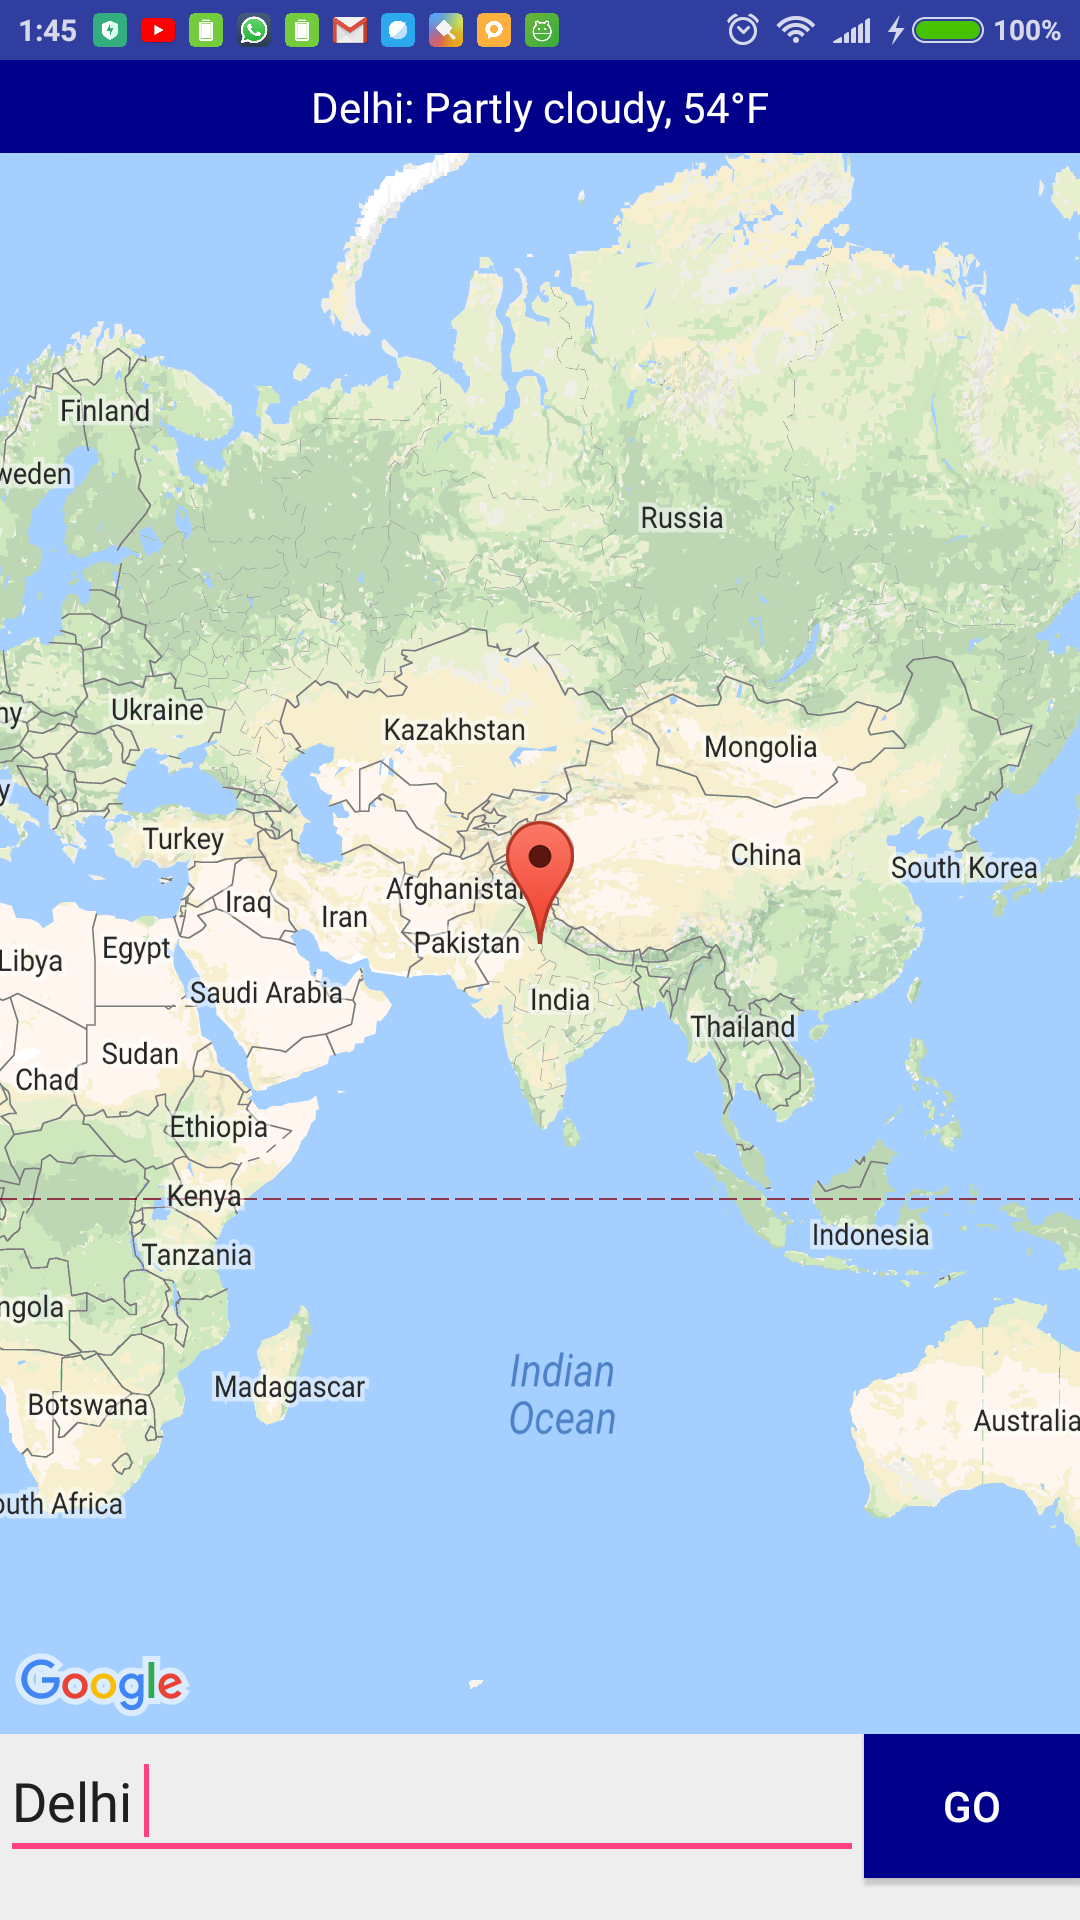 1:45 100%
Delhi: Partly cloudy, 54°F
Finland
weden
Russia
Ukraine
ny
Kazakhstan
Mongolia
y
Turkey
China
South Korea
Afghanistan
Iraq
Iran
Pakistan
Egypt
Libya
Saudi Arabia
India
Thailand
Sudan
Chad
Ethiopia
Kenya
Indonesia
Tanzania
ngola
Indian
Ocean
Madagascar
Botswana
Australia
outh Africa
Google
Delhi
GO